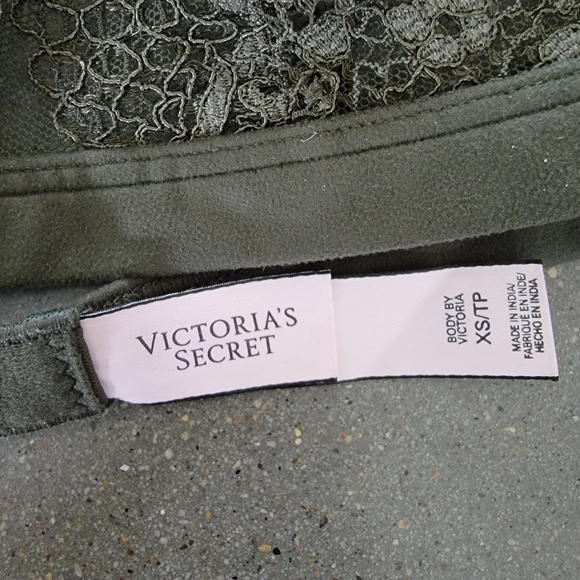 VICTORIA'S
SECRET
BODY BY
VICTORIA
XS/TP
MADE IN INDIA/
FABRIQUÉ EN INDE/
HECHO EN INDIA